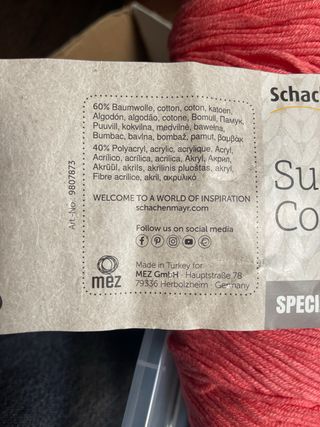 60% Baumwolle, cotton, coton, katoen,
Algodón, algodão, cotone, Bomull, Памук,
Puuvill, kokvilna, medvilnė, bawełna,
Bumbac, bavlna, bombaž, pamut, βαμβάκι
40% Polyacryl, acrylic, acrylique, Acryl,
Acrílico, acrílica, acrilica, Akryl, Акрил,
Akrüül, akrils, akrilinis pluoštas, akryl,
Fibre acrilice, akril, ακρυλικό
WELCOME TO A WORLD OF INSPIRATION
schachenmayr.com
Follow us on social media
Made in Turkey for
MEZ GmbH · Hauptstraße 78
79336 Herbolzheim · Germany
mez
Art.-No. 9807873
Schac
Su
Co
SPECI